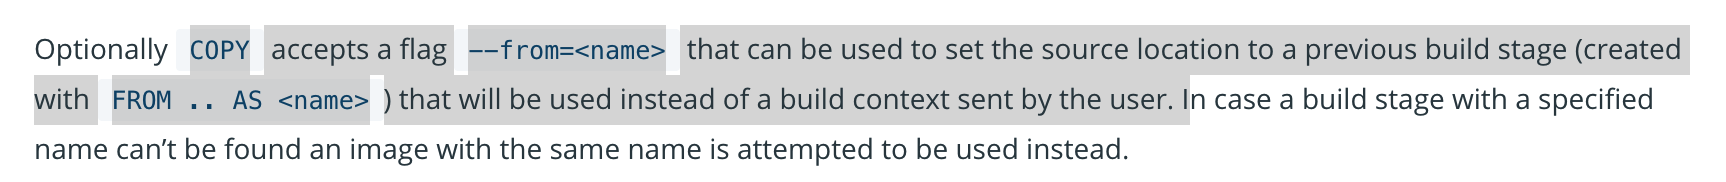 Optionally COPY accepts a flag --from=<name> that can be used to set the source location to a previous build stage (created
with FROM .. AS <name> ) that will be used instead of a build context sent by the user. In case a build stage with a specified
name can’t be found an image with the same name is attempted to be used instead.